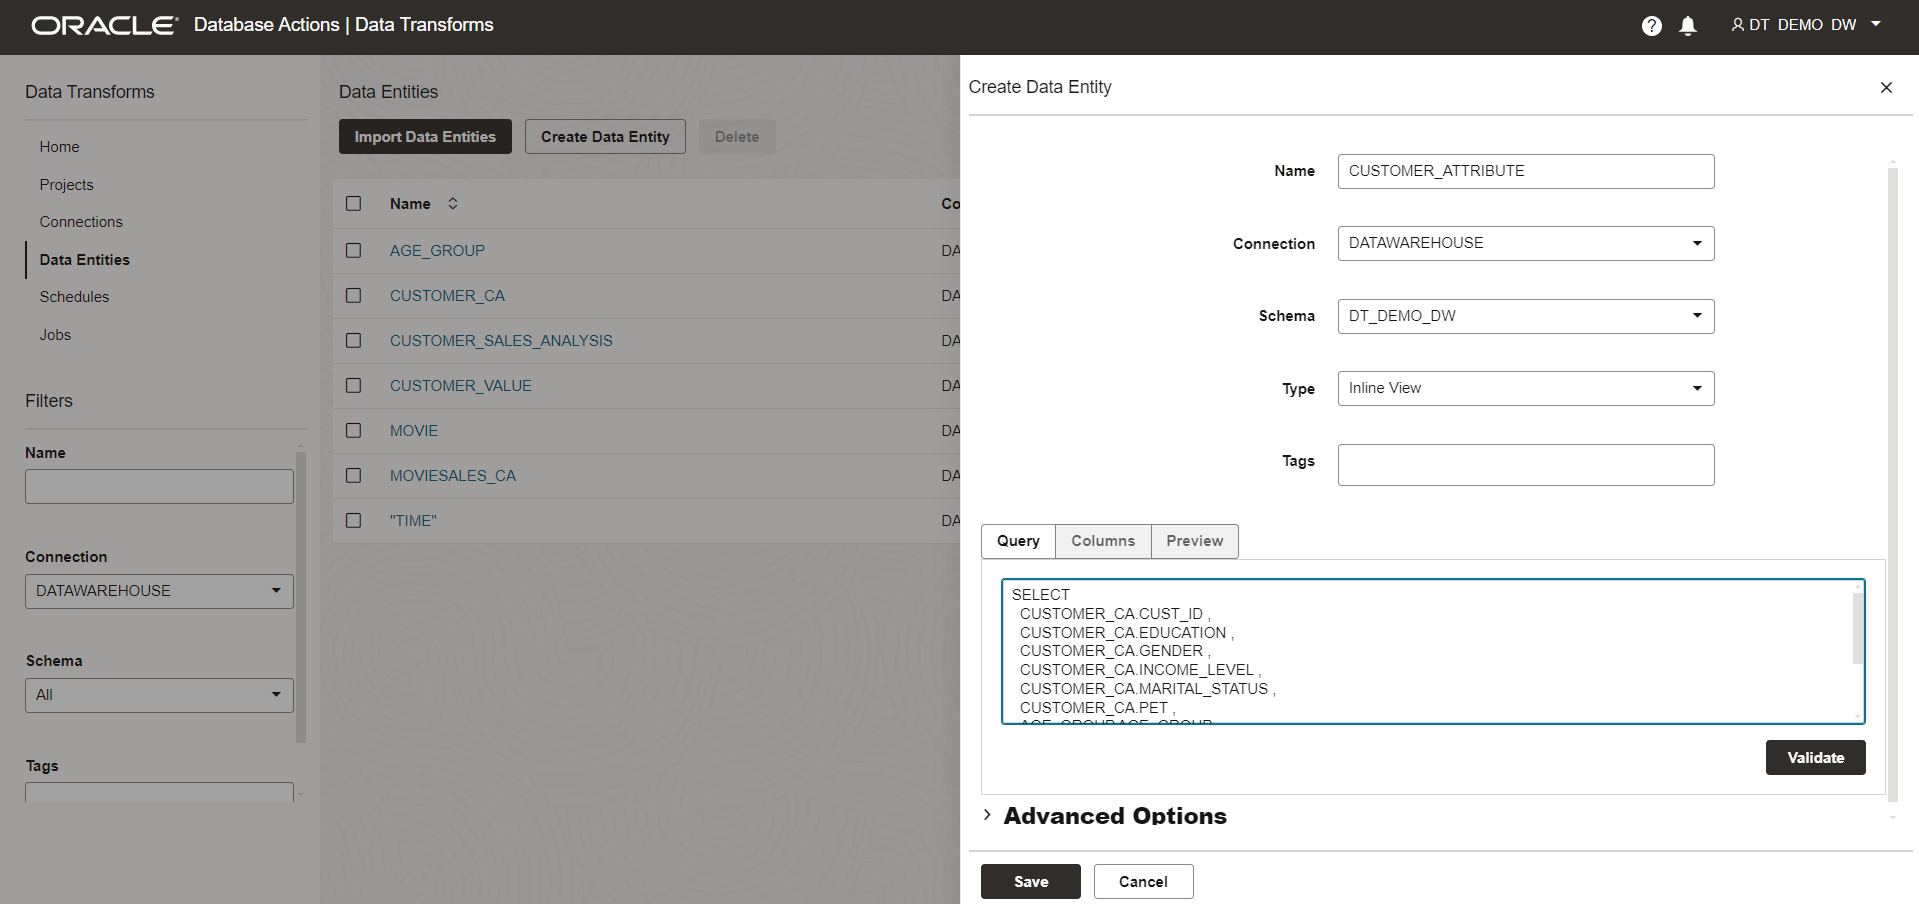 ORACLE Database Actions | Data Transforms
? DT_DEMO_DW
Data Transforms
Home
Projects
Connections
Data Entities
Schedules
Jobs
Filters
Name
Connection
DATAWAREHOUSE
Schema
All
Tags
Data Entities
Import Data Entities
Create Data Entity
Delete
Name Co
AGE_GROUP DA
CUSTOMER_CA DA
CUSTOMER_SALES_ANALYSIS DA
CUSTOMER_VALUE DA
MOVIE DA
MOVIESALES_CA DA
"TIME" DA
Create Data Entity
Name CUSTOMER_ATTRIBUTE
Connection DATAWAREHOUSE
Schema DT_DEMO_DW
Type Inline View
Tags
Query Columns Preview
SELECT
CUSTOMER_CA.CUST_ID ,
CUSTOMER_CA.EDUCATION ,
CUSTOMER_CA.GENDER ,
CUSTOMER_CA.INCOME_LEVEL ,
CUSTOMER_CA.MARITAL_STATUS ,
CUSTOMER_CA.PET ,
AGE_GROUP.AGE_GROUP
Validate
Advanced Options
Save Cancel